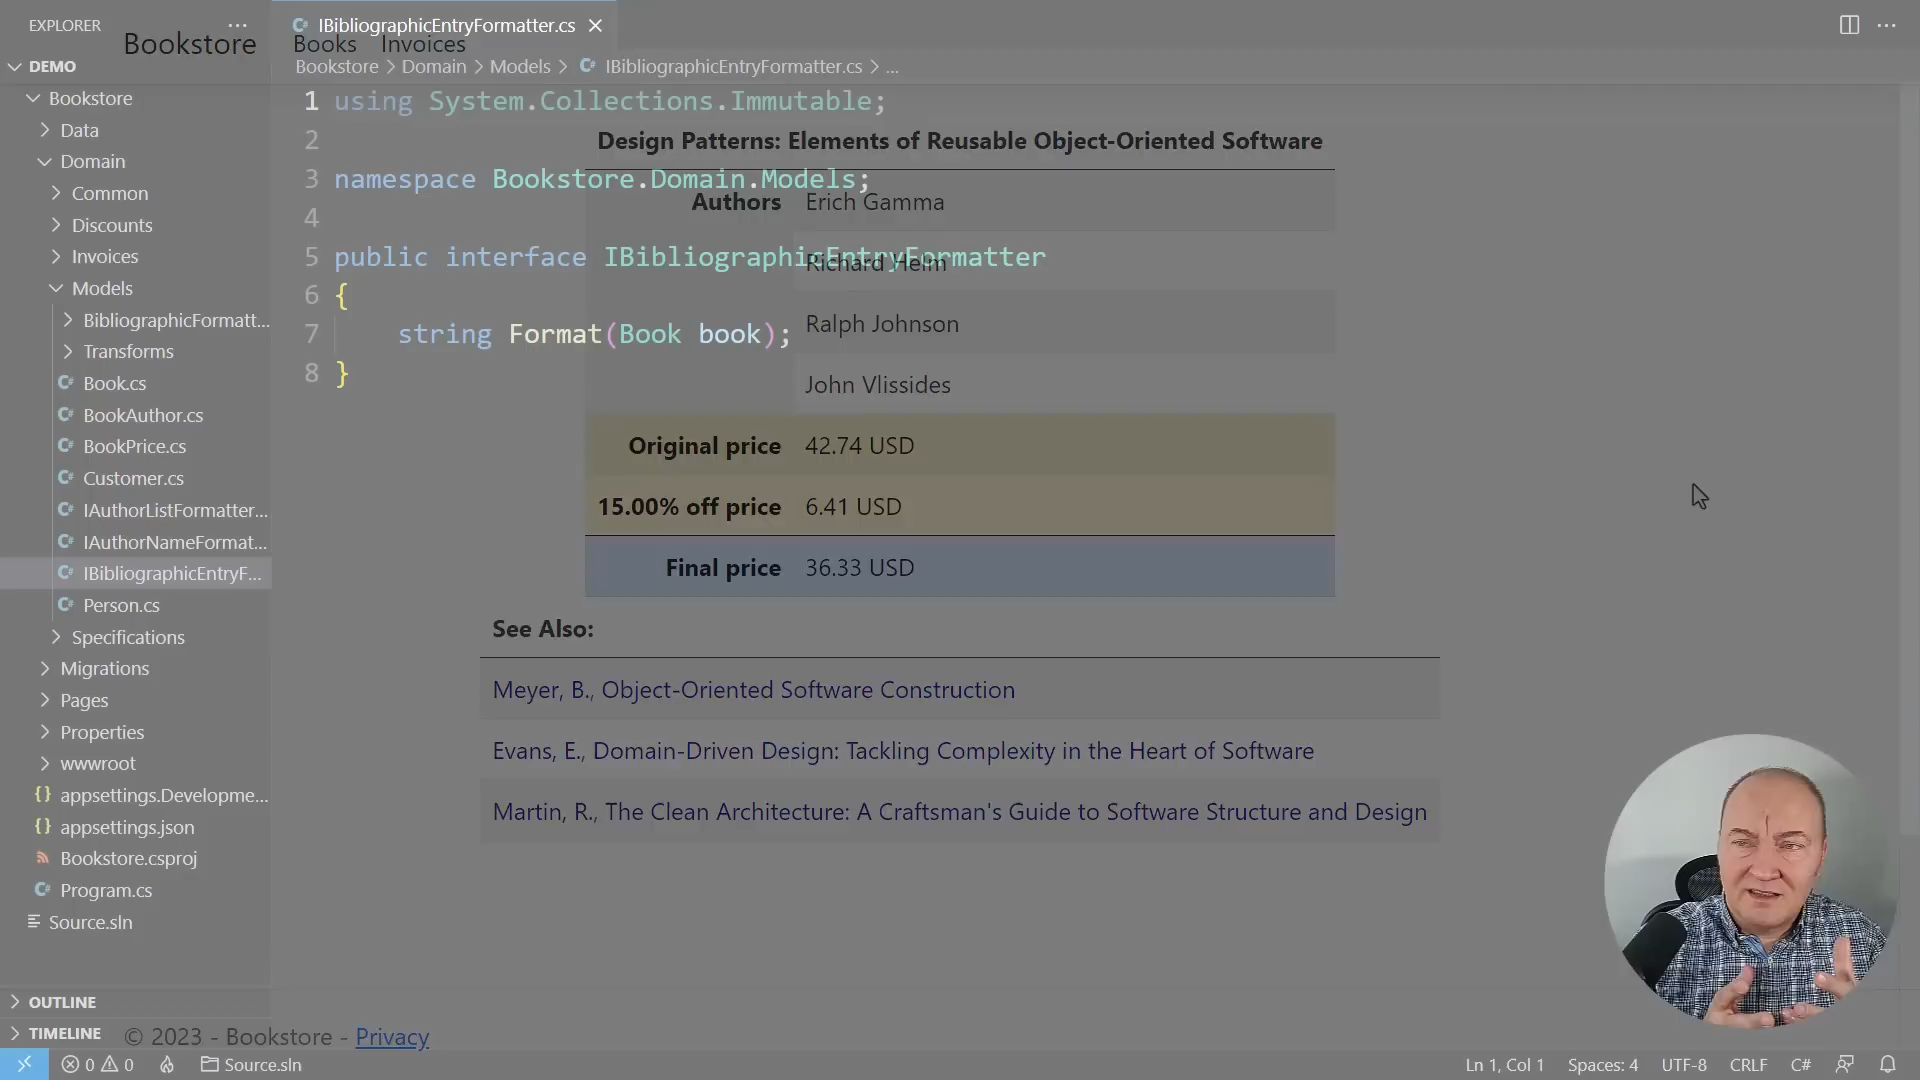 EXPLORER
DEMO
Bookstore
Data
Domain
Common
Discounts
Invoices
Models
BibliographicFormatt...
Transforms
Book.cs
BookAuthor.cs
BookPrice.cs
Customer.cs
IAuthorListFormatter...
IAuthorNameFormat...
IBibliographicEntryF...
Person.cs
Specifications
Migrations
Pages
Properties
wwwroot
appsettings.Developme...
appsettings.json
Bookstore.csproj
Program.cs
Source.sln
OUTLINE
TIMELINE
IBibliographicEntryFormatter.cs
Bookstore > Domain > Models > IBibliographicEntryFormatter.cs > ...
1 using System.Collections.Immutable;
2
3 namespace Bookstore.Domain.Models;
4
5 public interface IBibliographicEntryFormatter
6 {
7 string Format(Book book);
8 }
Bookstore Books Invoices
Design Patterns: Elements of Reusable Object-Oriented Software
Authors Erich Gamma
Richard Helm
Ralph Johnson
John Vlissides
Original price 42.74 USD
15.00% off price 6.41 USD
Final price 36.33 USD
See Also:
Meyer, B., Object-Oriented Software Construction
Evans, E., Domain-Driven Design: Tackling Complexity in the Heart of Software
Martin, R., The Clean Architecture: A Craftsman's Guide to Software Structure and Design
© 2023 - Bookstore - Privacy
0 0 Source.sln Ln 1, Col 1 Spaces: 4 UTF-8 CRLF C#